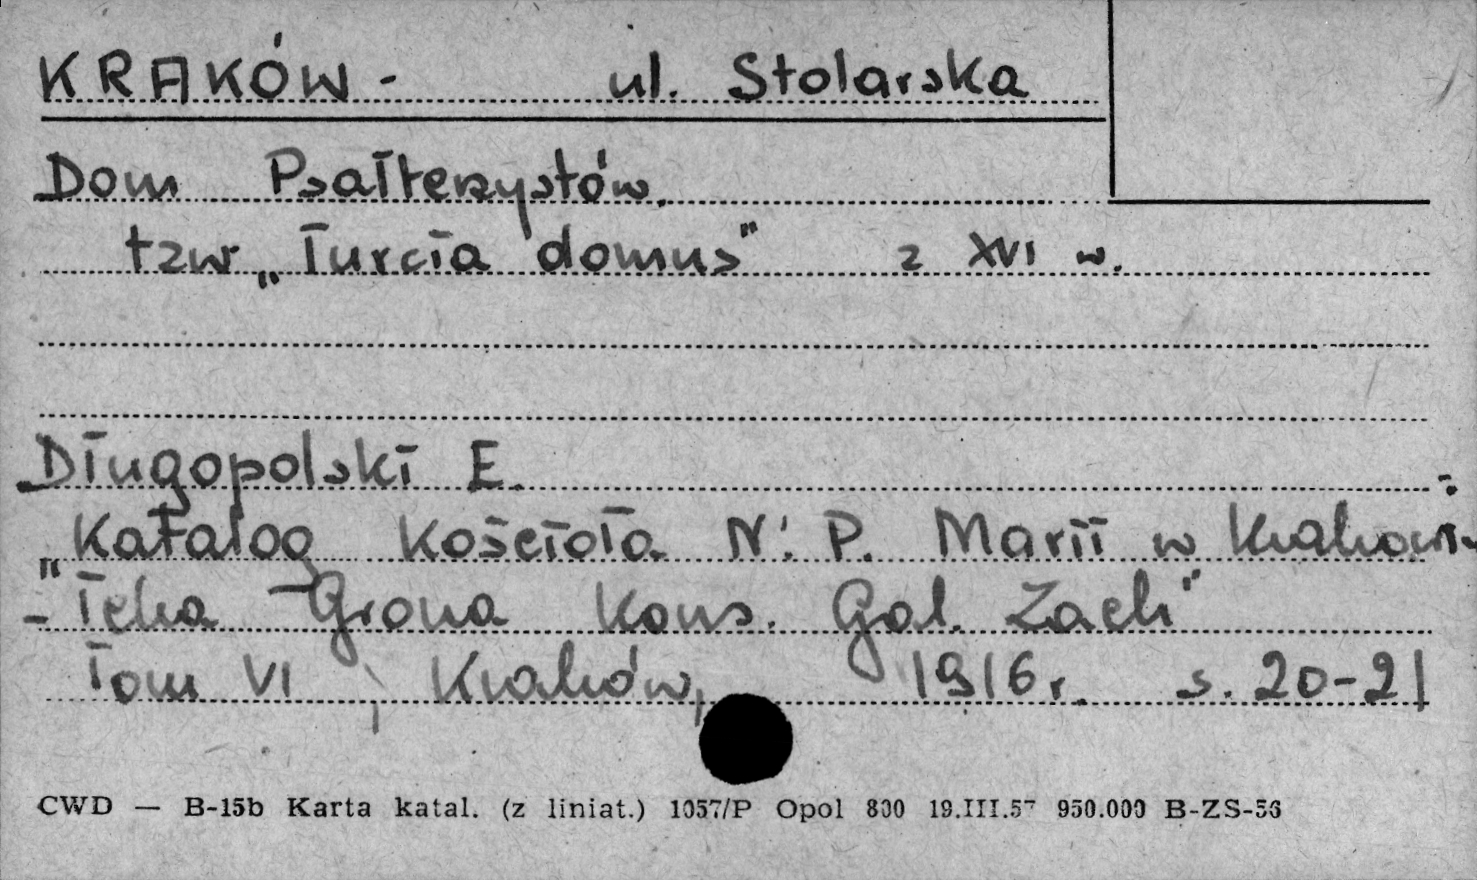 KRAKÓW - ul. Stolarska
Dom Psałterzystów.
tzw „Turcia domus" z XVI w.
Długopolski E.
Katalog Kościoła N. P. Marii w Krakowie
- "Teka Grona Kons. Gal. Zach"
Tom VI, Kraków, 1916 r. s. 20-21
CWD — B-15b Karta katal. (z liniat.) 1057/P Opol 800 19.III.57 950.000 B-ZS-56